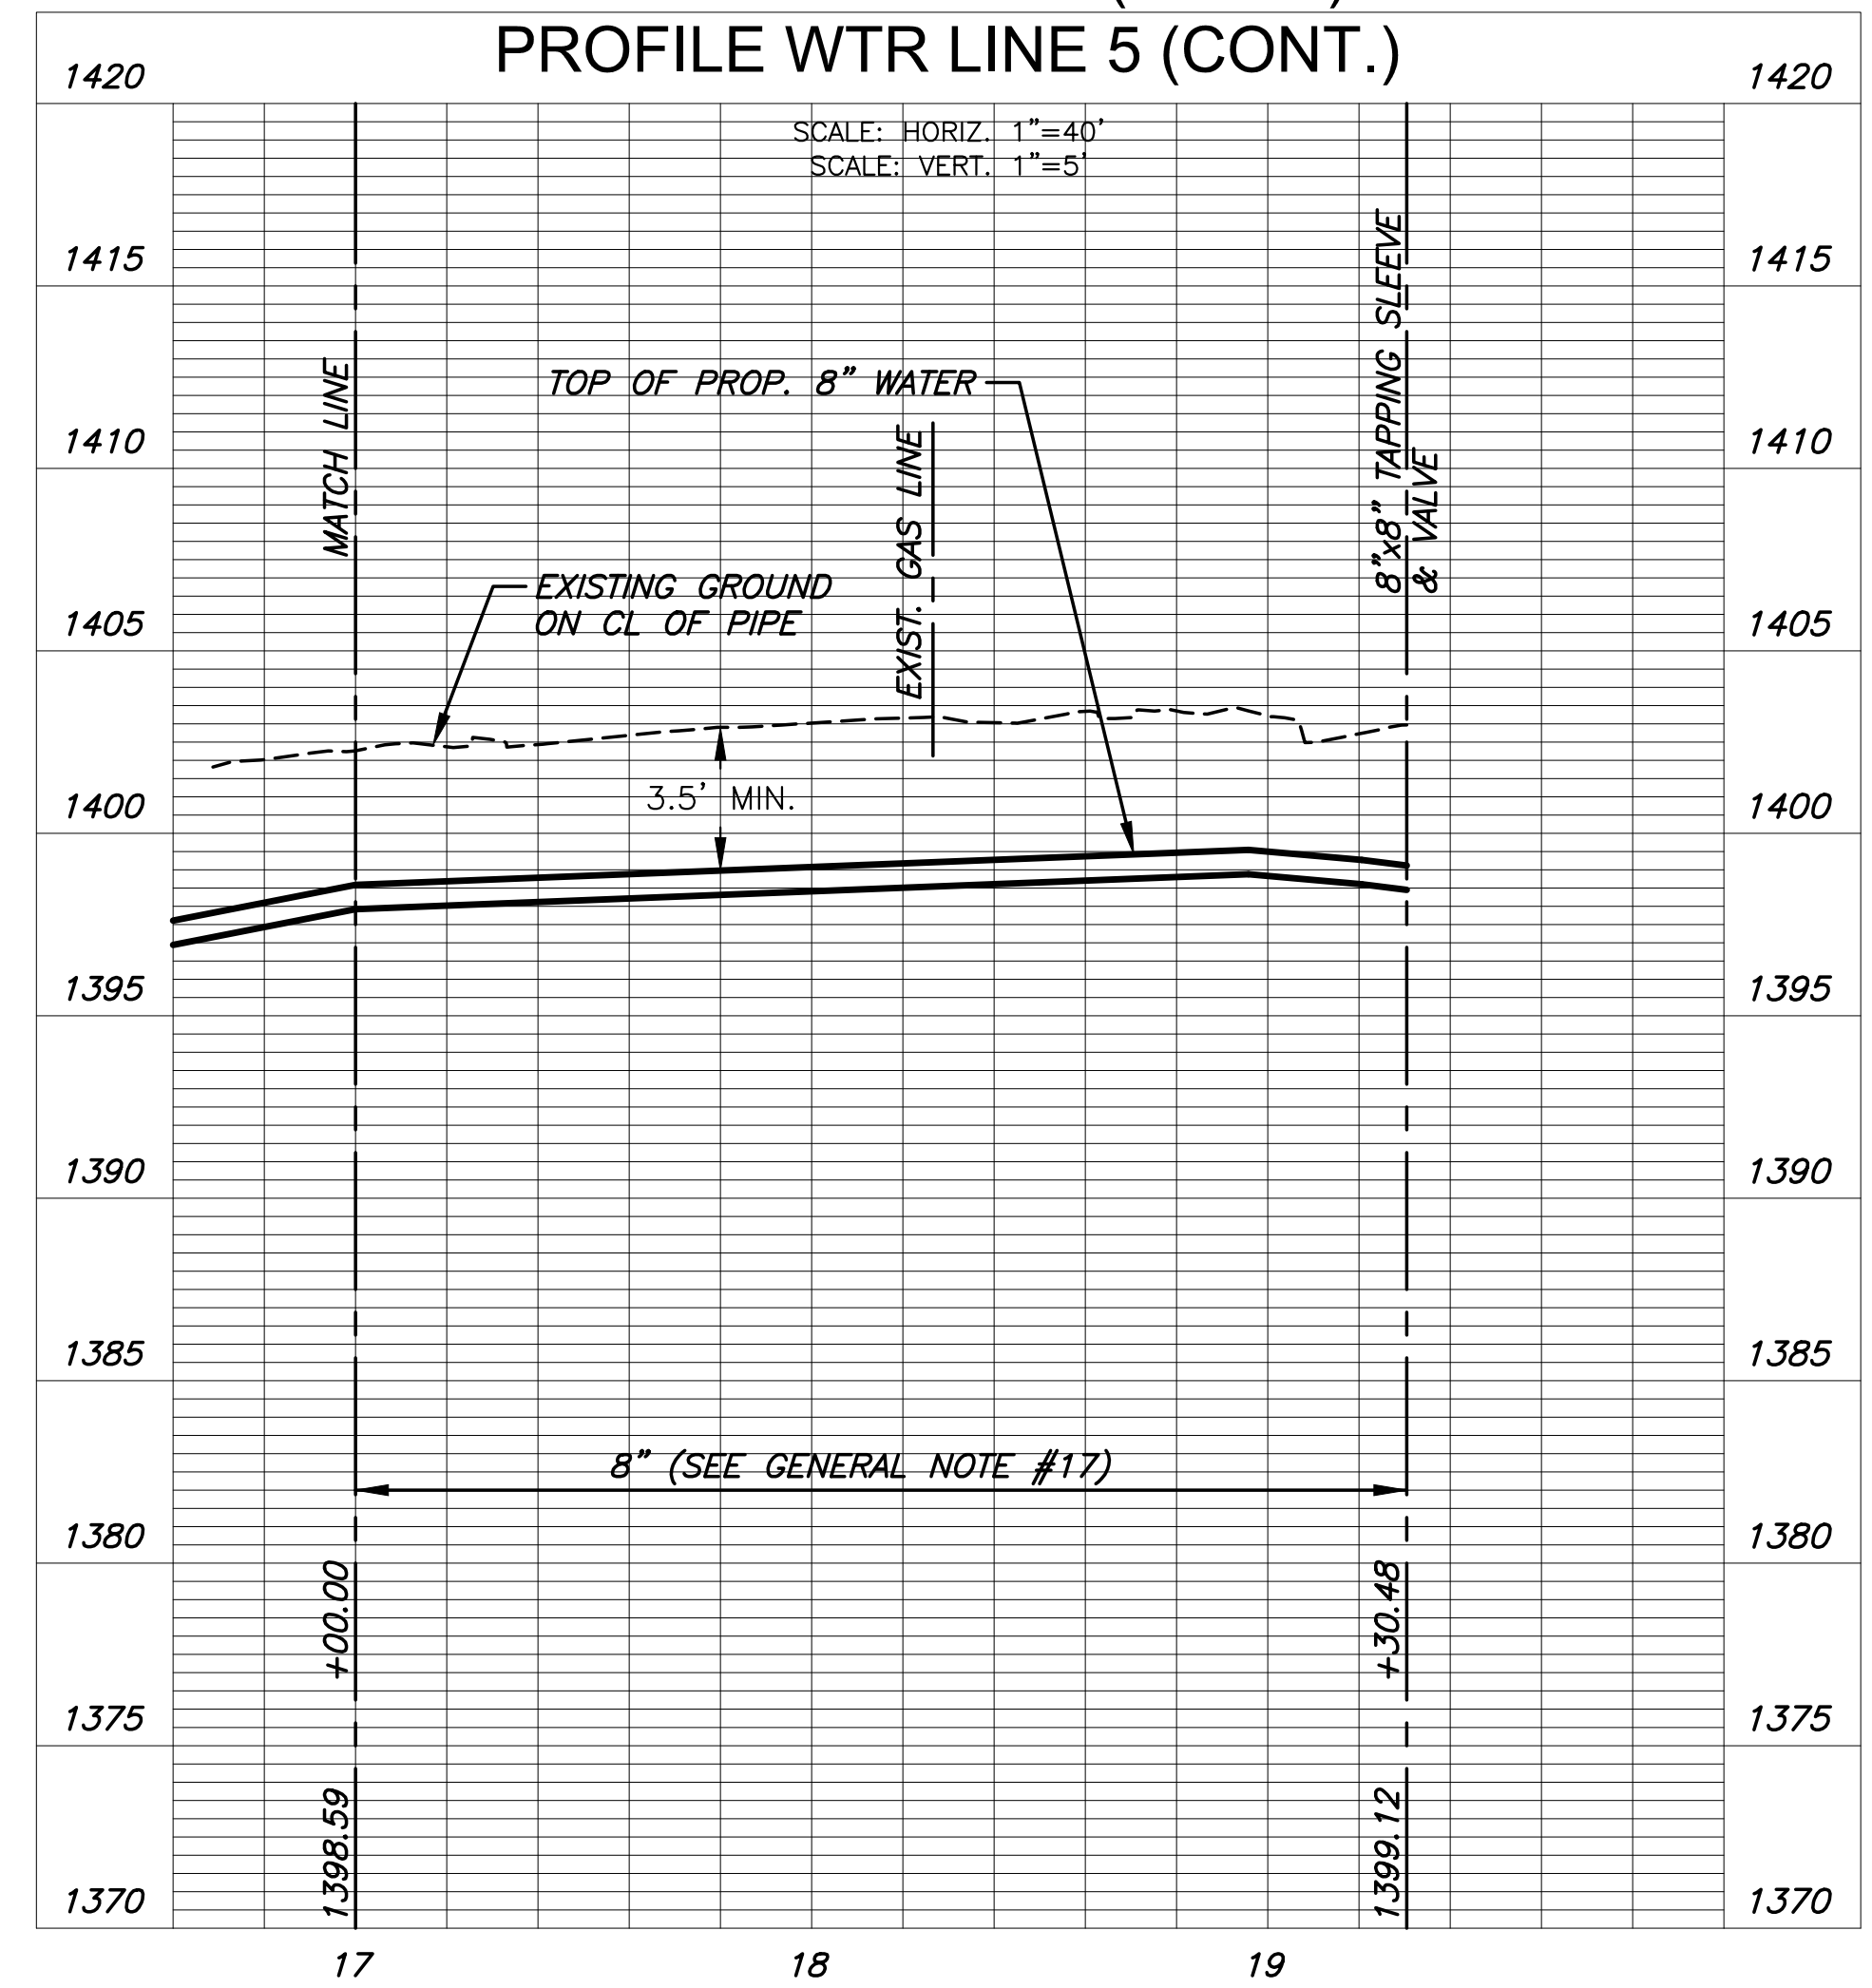 PROFILE WTR LINE 5 (CONT.)
1420
1420
SCALE: HORIZ. 1"=40'
SCALE: VERT. 1"=5'
1415
1415
8"x8" TAPPING SLEEVE
& VALVE
MATCH LINE
TOP OF PROP. 8" WATER
EXIST. GAS LINE
1410
1410
EXISTING GROUND
ON CL OF PIPE
1405
1405
3.5' MIN.
1400
1400
1395
1395
1390
1390
1385
1385
8" (SEE GENERAL NOTE #17)
1380
1380
+00.00
+30.48
1375
1375
1398.59
1399.12
1370
1370
17
18
19